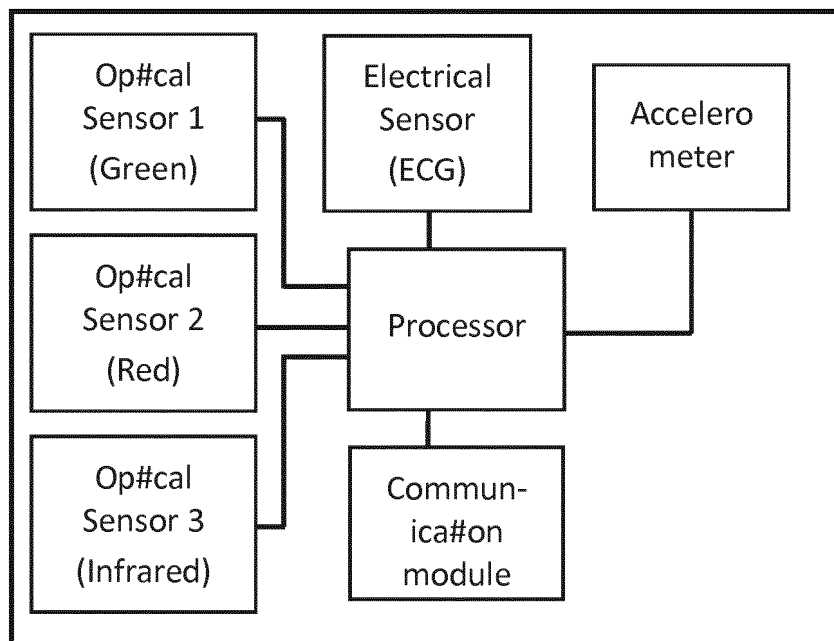 Op#cal
Sensor 1
(Green)
Electrical
Sensor
(ECG)
Accelero
meter
Op#cal
Sensor 2
(Red)
Processor
Op#cal
Sensor 3
(Infrared)
Commun-
ica#on
module